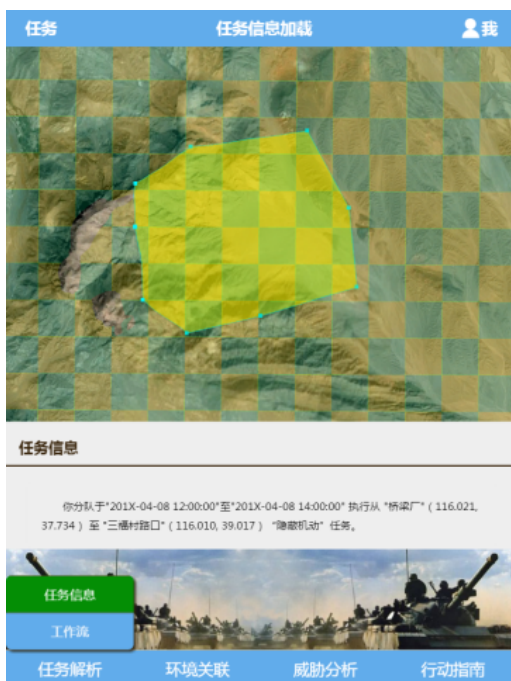 任务 任务信息加载 我
任务信息
你分队于"201X-04-08 12:00:00"至"201X-04-08 14:00:00" 执行从 "桥梁厂" ( 116.021,
37.734 ) 至 "三福村路口" ( 116.010, 39.017 ) "隐蔽机动" 任务。
任务信息
工作流
任务解析 环境关联 威胁分析 行动指南